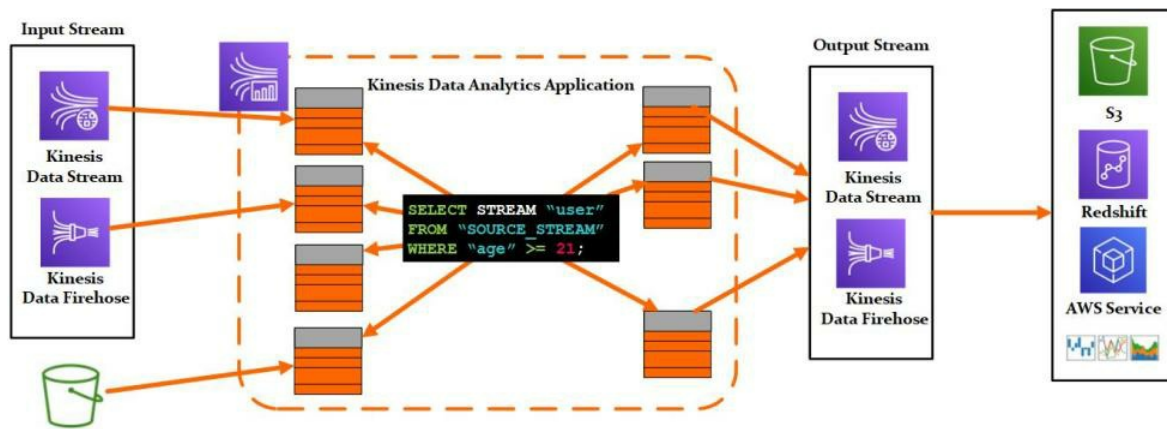 Input Stream
Kinesis
Data Stream
Kinesis
Data Firehose
Kinesis Data Analytics Application
SELECT STREAM “user”
FROM “SOURCE_STREAM”
WHERE “age” >= 21;
Output Stream
Kinesis
Data Stream
Kinesis
Data Firehose
S3
Redshift
AWS Service